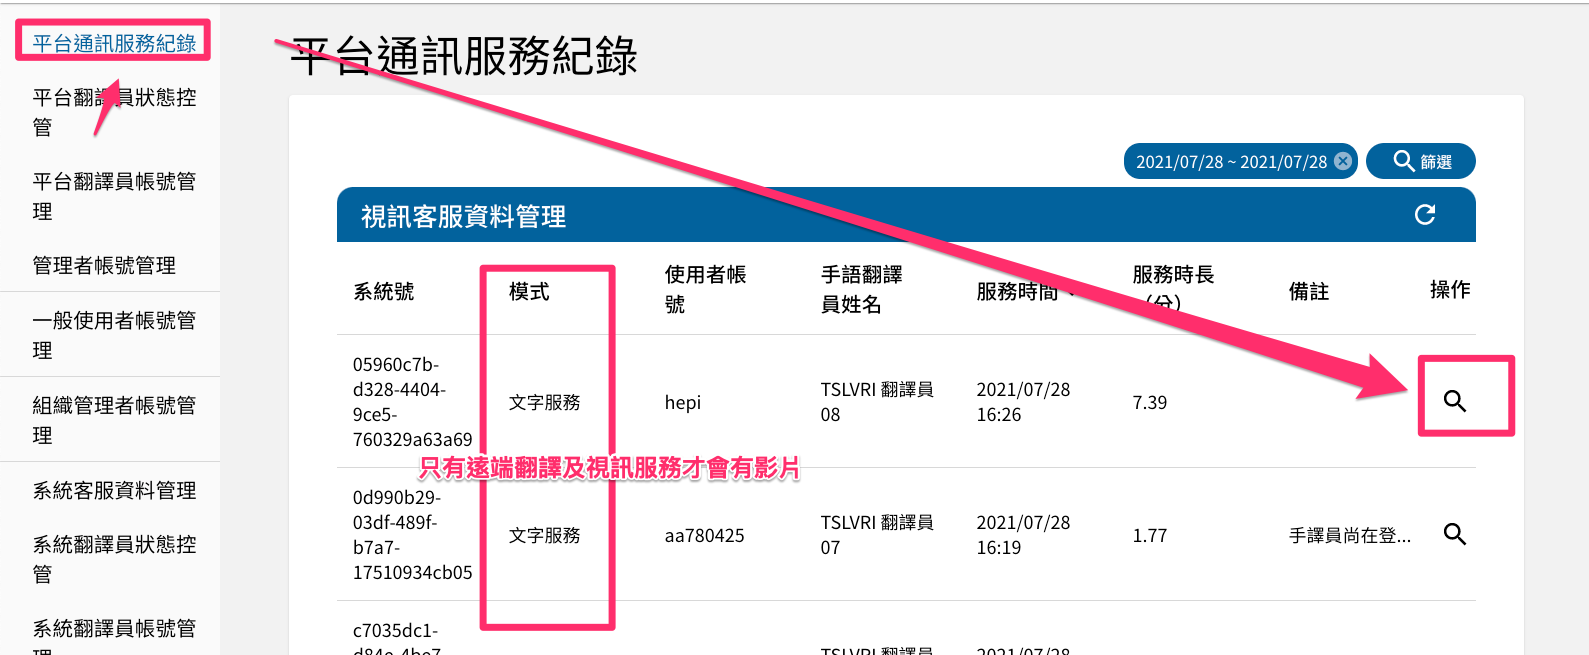 平台通訊服務紀錄
平台翻譯員狀態控
管
平台翻譯員帳號管
理
管理者帳號管理
一般使用者帳號管
理
組織管理者帳號管
理
系統客服資料管理
系統翻譯員狀態控
管
系統翻譯員帳號管
平台通訊服務紀錄
2021/07/28 ~ 2021/07/28
篩選
視訊客服資料管理
系統號
模式
使用者帳
號
手語翻譯
員姓名
服務時間
服務時長
（分）
備註
操作
05960c7b-
d328-4404-
9ce5-
760329a63a69
文字服務
hepi
TSLVRI 翻譯員
08
2021/07/28
16:26
7.39
只有遠端翻譯及視訊服務才會有影片
0d990b29-
03df-489f-
b7a7-
17510934cb05
文字服務
aa780425
TSLVRI 翻譯員
07
2021/07/28
16:19
1.77
手譯員尚在登...
c7035dc1-
d84e-4be7
TSLVRI 翻譯員
2021/07/28